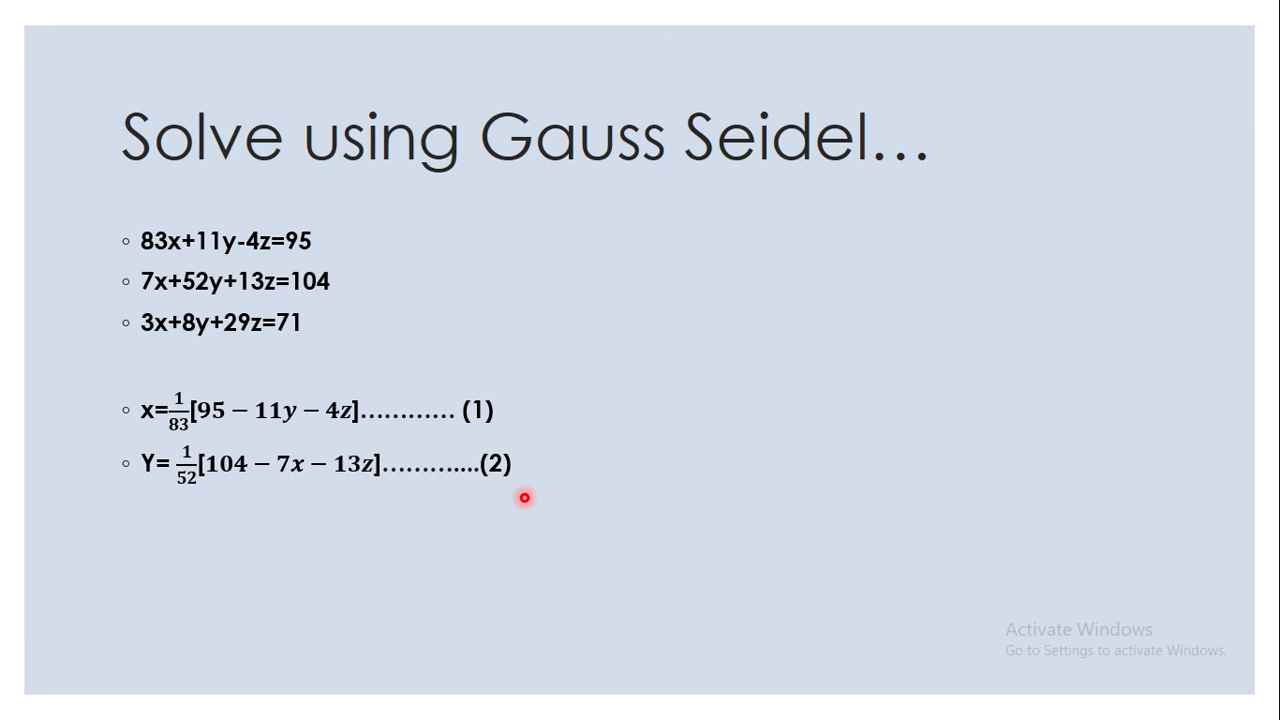 Solve using Gauss Seidel...
◦ 83x+11y-4z=95
◦ 7x+52y+13z=104
◦ 3x+8y+29z=71
◦ x=1/83[95 − 11y − 4z]………… (1)
◦ Y= 1/52[104 − 7x − 13z]………....(2)
Activate Windows
Go to Settings to activate Windows.